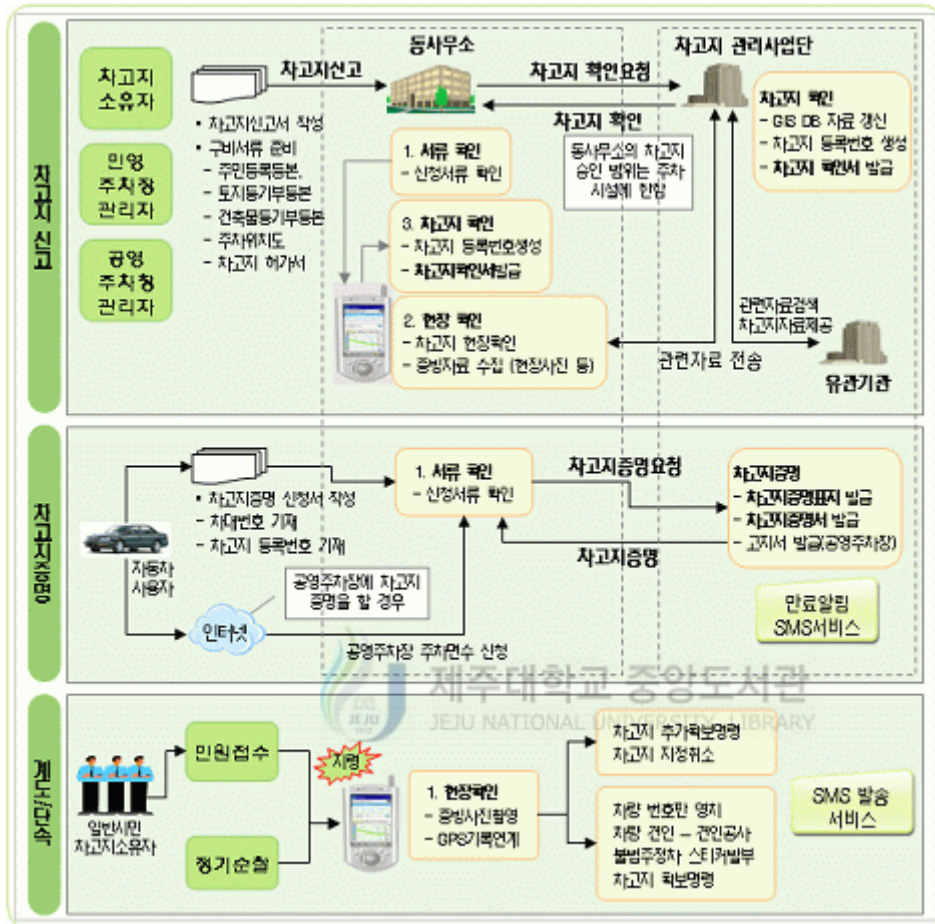 차고지 신고
차고지
소유자
민영
주차장
관리자
공영
주차장
관리자
차고지신고
• 차고지신고서 작성
• 구비서류 준비
- 주민등록등본,
- 토지등기부등본
- 건축물등기부등본
- 주차위치도
- 차고지 허가서
동사무소
차고지 확인요청
차고지 확인
차고지 관리사업단
1. 서류 확인
- 신청서류 확인
동사무소의 차고지
승인 범위는 주차
시설에 한함
차고지 확인
- GIS DB 자료 갱신
- 차고지 등록번호 생성
- 차고지 확인서 발급
3. 차고지 확인
- 차고지 등록번호생성
- 차고지확인서발급
2. 현장 확인
- 차고지 현장확인
- 증빙자료 수집 (현장사진 등)
관련자료 전송
관련자료검색
차고지자료제공
유관기관
차고지증명
자동차
사용자
• 차고지증명 신청서 작성
- 차대번호 기재
- 차고지 등록번호 기재
인터넷
공영주차장에 차고지
증명을 할 경우
공영주차장 주차면수 신청
1. 서류 확인
- 신청서류 확인
차고지증명요청
차고지증명
차고지증명
- 차고지증명표지 발급
- 차고지증명서 발급
- 고지서 발급(공영주차장)
만료알림
SMS서비스
제주대학교 중앙도서관
JEJU NATIONAL UNIVERSITY LIBRARY
JEJU
1952
계도/단속
일반시민
차고지소유자
민원접수
정기순찰
지령
1. 현장확인
- 증빙사진촬영
- GPS기록연계
차고지 추가확보명령
차고지 지정취소
차량 번호판 영치
차량 견인 – 견인공사
불법주정차 스티커발부
차고지 확보명령
SMS 발송
서비스